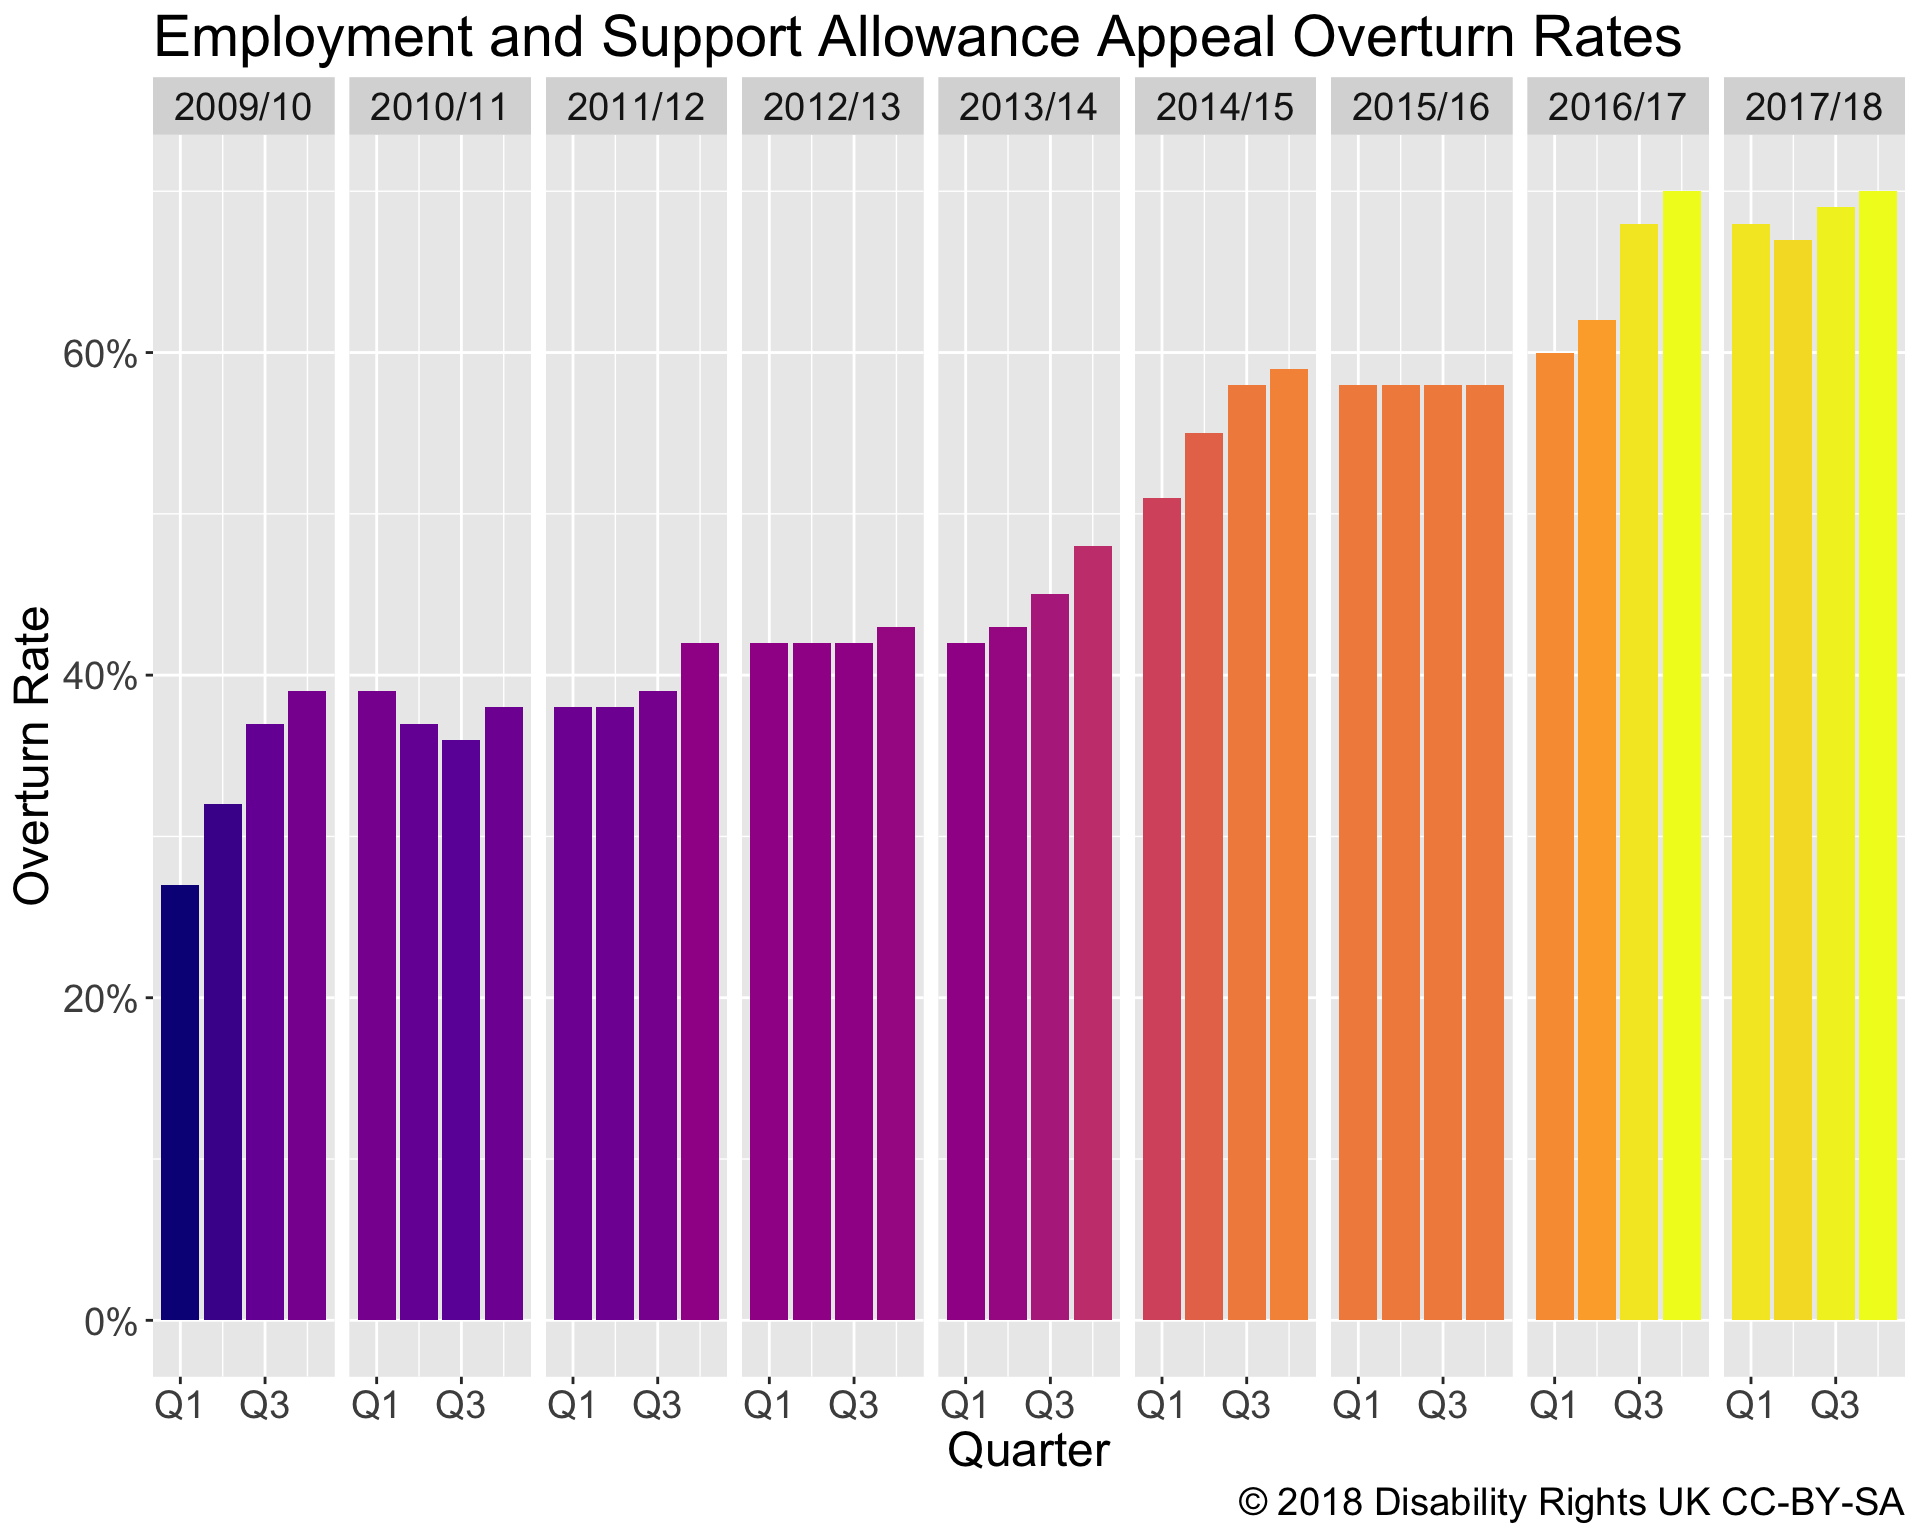 Employment and Support Allowance Appeal Overturn Rates
2009/10 2010/11 2011/12 2012/13 2013/14 2014/15 2015/16 2016/17 2017/18
Overturn Rate
60%
40%
20%
0%
Q1 Q3 Q1 Q3 Q1 Q3 Q1 Q3 Q1 Q3 Q1 Q3 Q1 Q3 Q1 Q3 Q1 Q3
Quarter
© 2018 Disability Rights UK CC-BY-SA